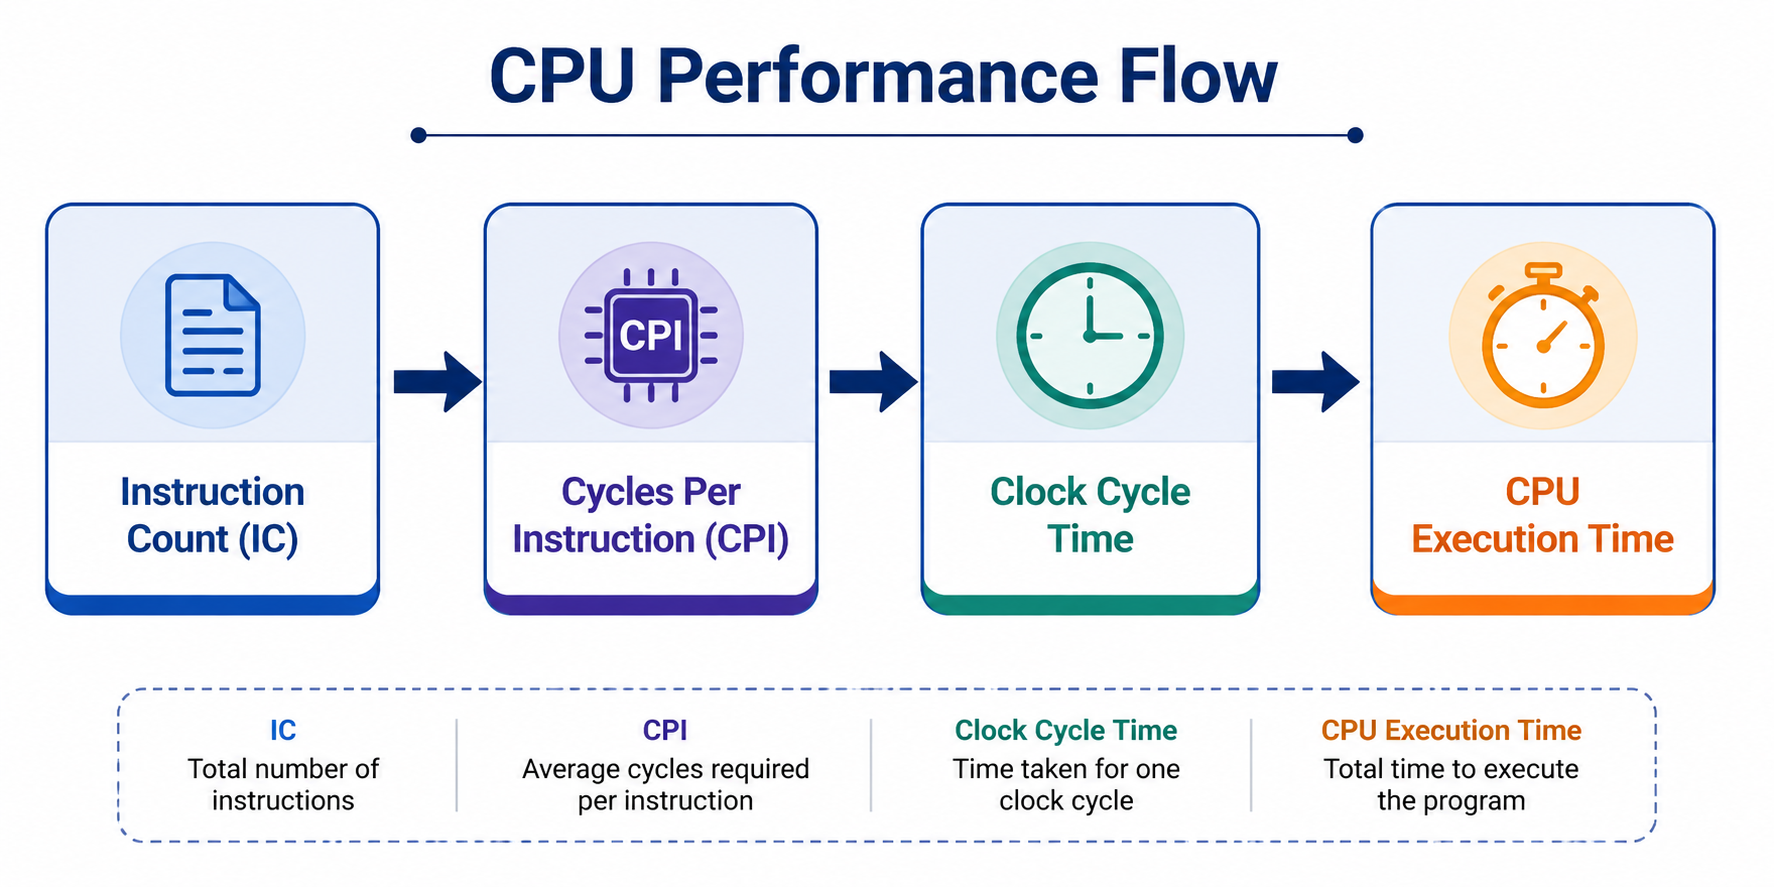 CPU Performance Flow
CPI
Instruction
Count (IC)
Cycles Per
Instruction (CPI)
Clock Cycle
Time
CPU
Execution Time
IC
Total number of
instructions
CPI
Average cycles required
per instruction
Clock Cycle Time
Time taken for one
clock cycle
CPU Execution Time
Total time to execute
the program